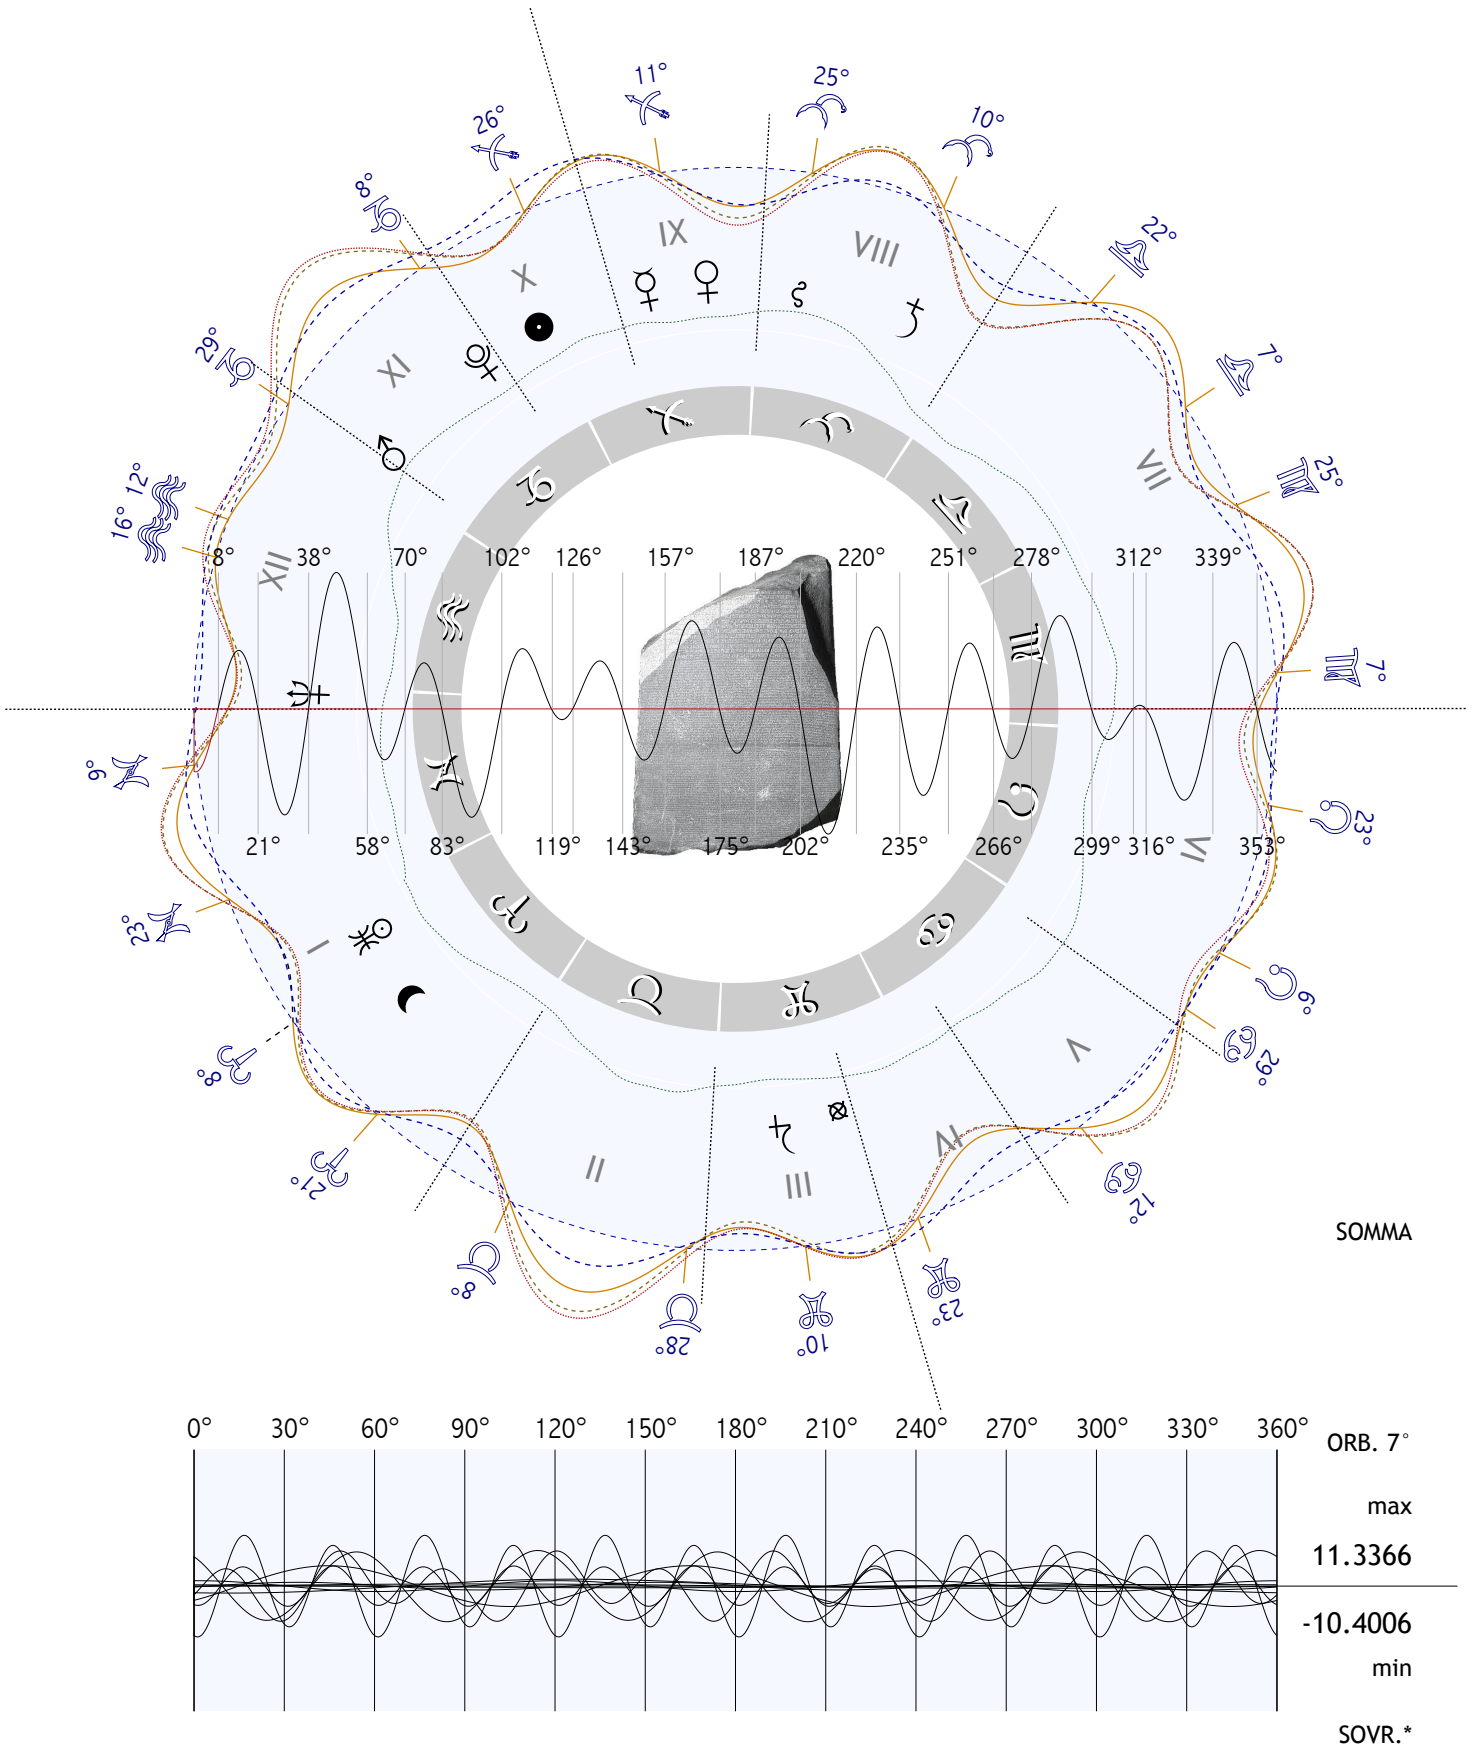 11° 25°
26° 10°
8° 22°
IX VIII
X
29° XI 7°
VII 25°
12°
16°
XII
8° 38° 70° 102° 126° 157° 187° 220° 251° 278° 312° 339°
7°
9°
21° 58° 83° 119° 143° 175° 202° 235° 266° 299° 316° 353°
VI 23°
23° I
6°
8° V 29°
21° II III IV 12°
SOMMA
8° 28° 10° 23°
0° 30° 60° 90° 120° 150° 180° 210° 240° 270° 300° 330° 360°
ORB. 7°
max
11.3366
-10.4006
min
SOVR.*